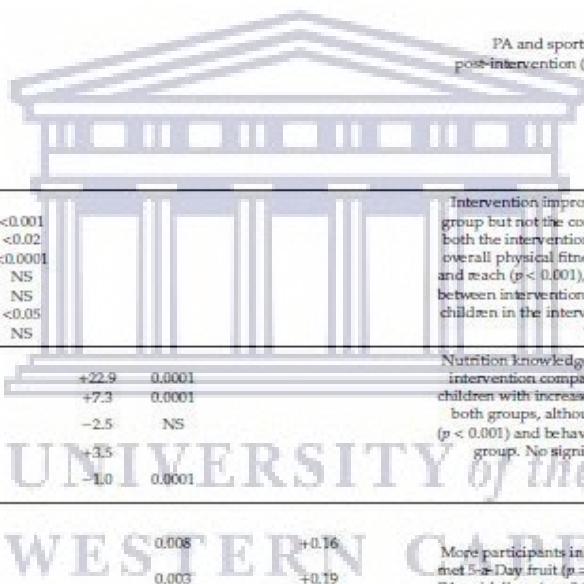 PA and sport
post-intervention (
Intervention impro
<0.001 group but not the co
<0.02 both the intervention
<0.0001 overall physical fitne
NS and reach (p < 0.001),
NS between intervention
<0.05 children in the interv
NS
Nutrition knowledge
+22.9 0.0001 intervention compa
+7.3 0.0001 children with increase
both groups, althou
−2.5 NS (p < 0.001) and behav
+3.5 group. No signi
−1.0 0.0001
UNIVERSITY of the
0.008 +0.16
More participants in
WESTERN CAPE
met 5-a-Day fruit (p
0.003 +0.19